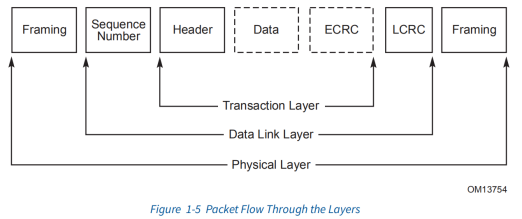 Framing
Sequence
Number
Header
Data
ECRC
LCRC
Framing
Transaction Layer
Data Link Layer
Physical Layer
OM13754
Figure 1-5 Packet Flow Through the Layers